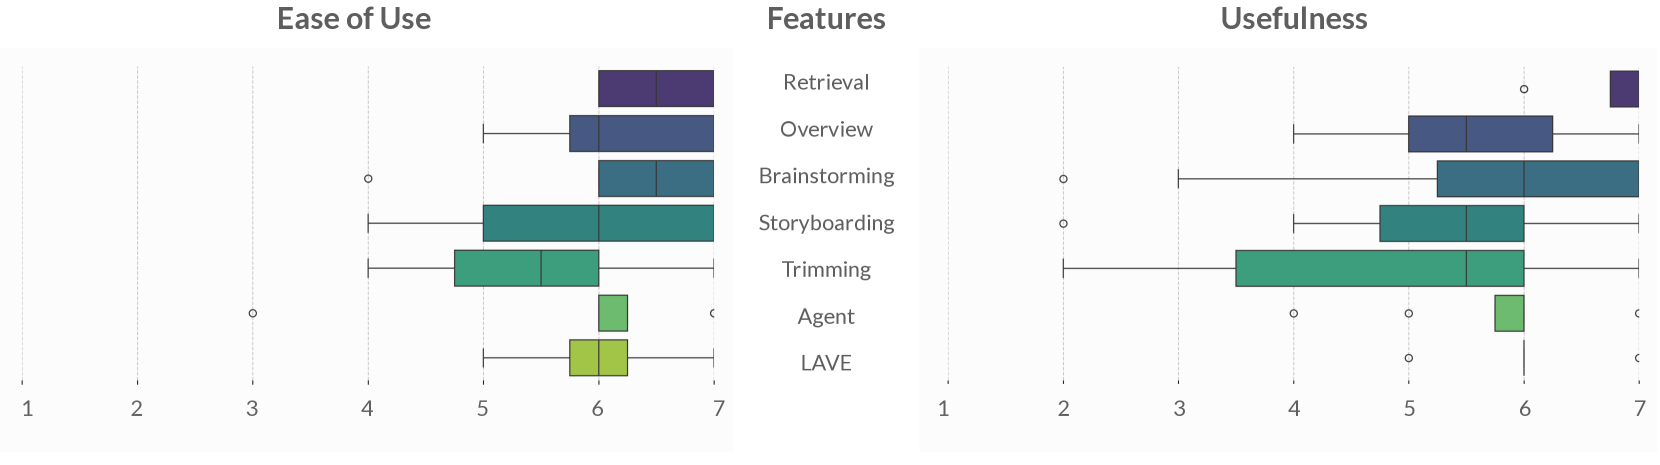 Ease of Use Features Usefulness
Retrieval
Overview
Brainstorming
Storyboarding
Trimming
Agent
LAVE
1 2 3 4 5 6 7 1 2 3 4 5 6 7